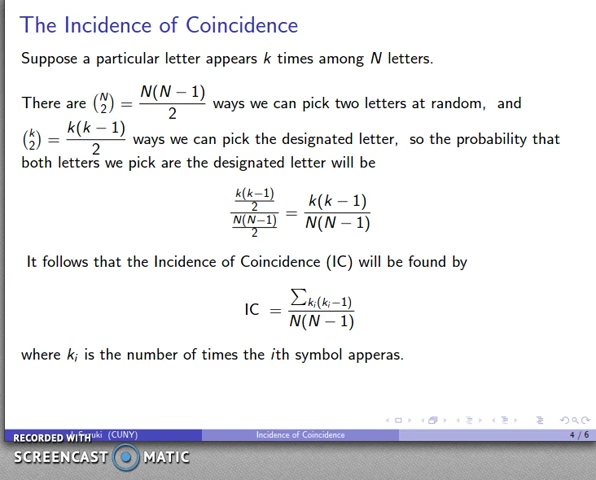 The Incidence of Coincidence
Suppose a particular letter appears k times among N letters.
There are (N 2) = N(N − 1) / 2 ways we can pick two letters at random, and
(k 2) = k(k − 1) / 2 ways we can pick the designated letter, so the probability that
both letters we pick are the designated letter will be
k(k−1)/2 / N(N−1)/2 = k(k − 1) / N(N − 1)
It follows that the Incidence of Coincidence (IC) will be found by
IC = ∑ kᵢ(kᵢ−1) / N(N − 1)
where kᵢ is the number of times the ith symbol apperas.
(CUNY) Incidence of Coincidence 4 / 6
RECORDED WITH
SCREENCAST MATIC